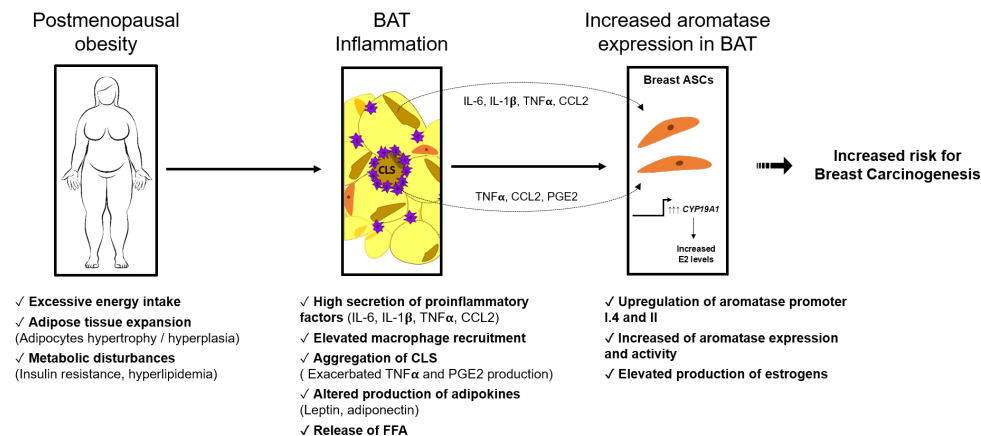 Postmenopausal
obesity
BAT
Inflammation
Increased aromatase
expression in BAT
Breast ASCs
IL-6, IL-1β, TNFα, CCL2
CLS
TNFα, CCL2, PGE2
↑↑↑ CYP19A1
Increased
E2 levels
Increased risk for
Breast Carcinogenesis
✓ Excessive energy intake
✓ Adipose tissue expansion
(Adipocytes hypertrophy / hyperplasia)
✓ Metabolic disturbances
(Insulin resistance, hyperlipidemia)
✓ High secretion of proinflammatory
factors (IL-6, IL-1β, TNFα, CCL2)
✓ Elevated macrophage recruitment
✓ Aggregation of CLS
( Exacerbated TNFα and PGE2 production)
✓ Altered production of adipokines
(Leptin, adiponectin)
✓ Release of FFA
✓ Upregulation of aromatase promoter
I.4 and II
✓ Increased of aromatase expression
and activity
✓ Elevated production of estrogens